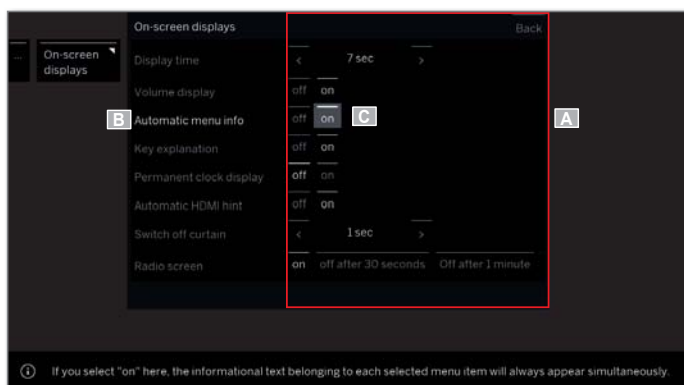 On-screen displays Back
... On-screen
displays
Display time < 7 sec >
Volume display off on
B Automatic menu info off on C A
Key explanation off on
Permanent clock display off on
Automatic HDMI hint off on
Switch off curtain < 1 sec >
Radio screen on off after 30 seconds Off after 1 minute
i If you select "on" here, the informational text belonging to each selected menu item will always appear simultaneously.